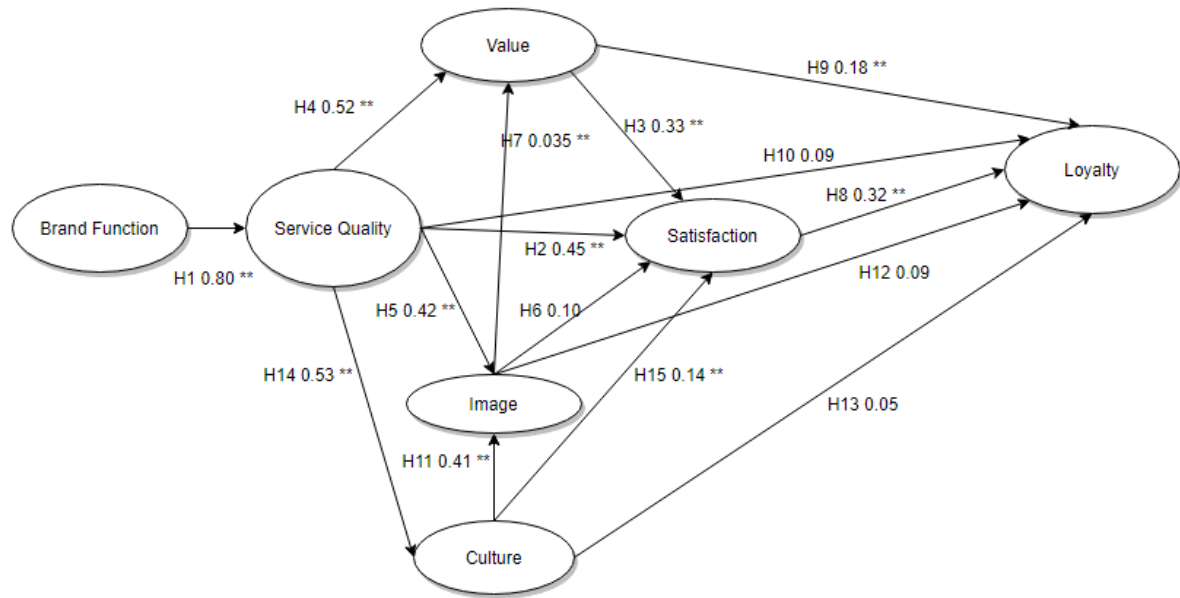 Value
H9 0.18 **
H4 0.52 **
H3 0.33 **
H7 0.035 **
H10 0.09
Loyalty
H8 0.32 **
Brand Function
Service Quality
Satisfaction
H2 0.45 **
H1 0.80 **
H12 0.09
H5 0.42 **
H6 0.10
H14 0.53 **
H15 0.14 **
Image
H13 0.05
H11 0.41 **
Culture